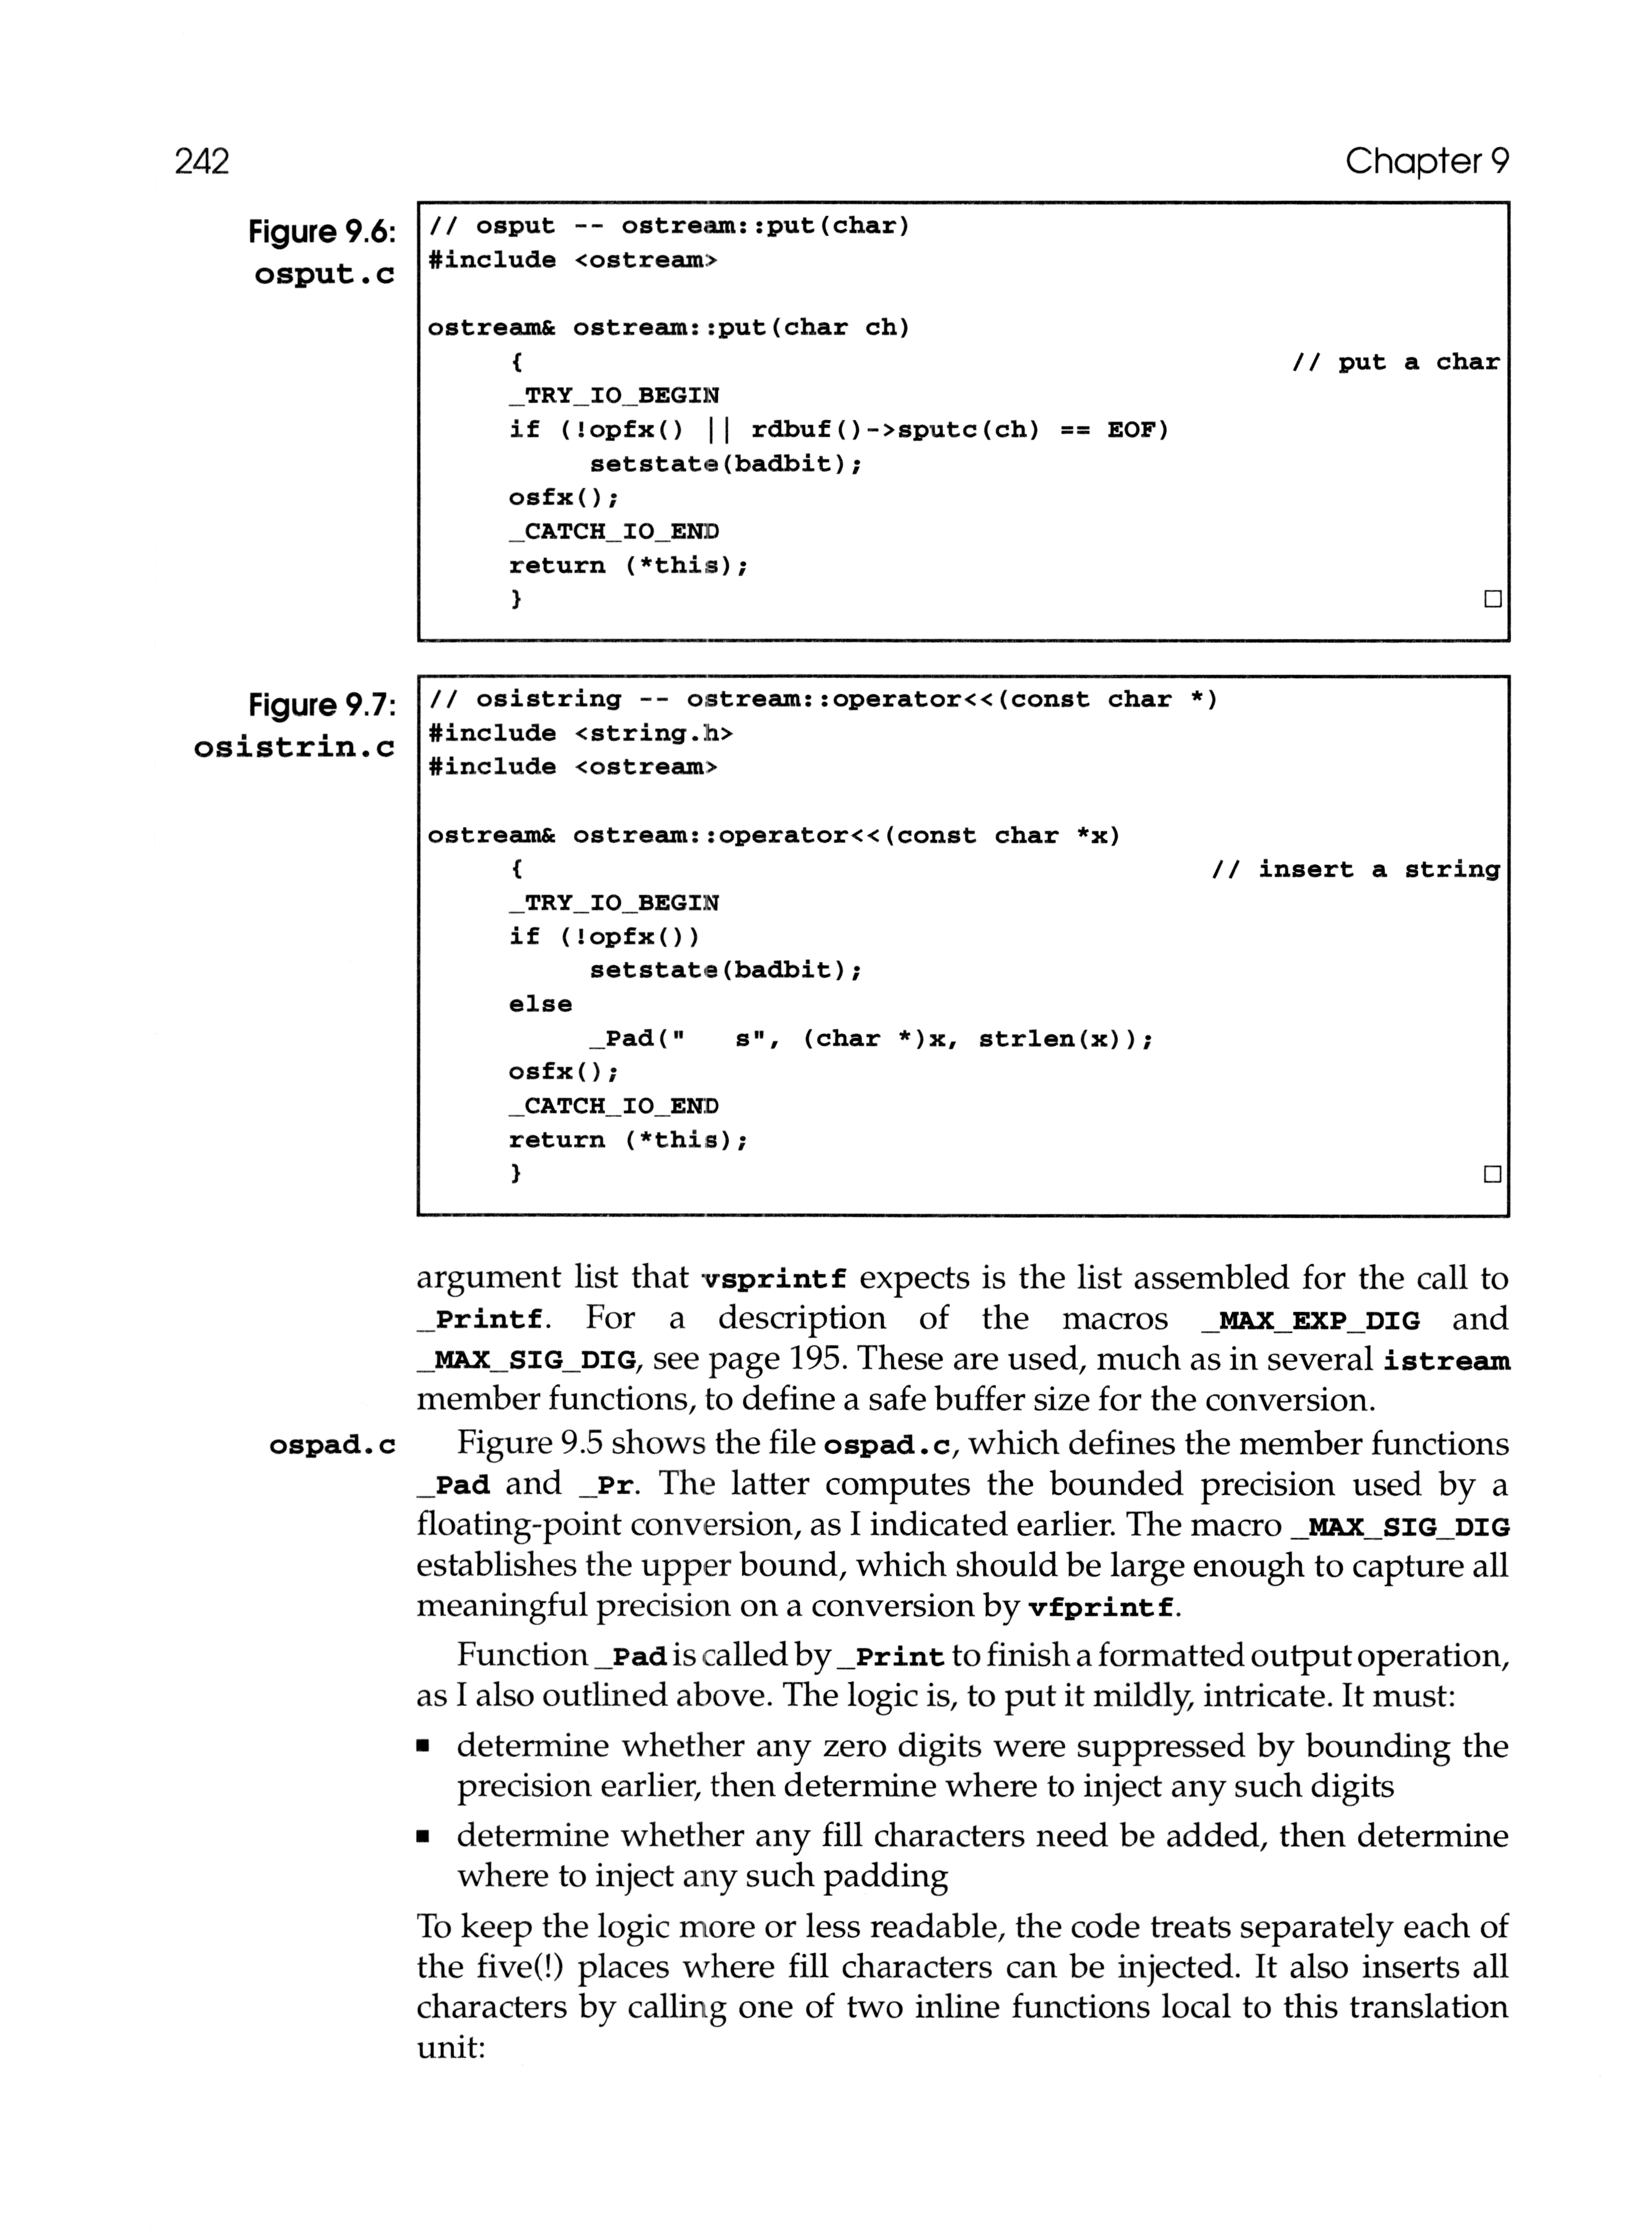 242
Chapter 9
Figure 9.6:
osput.c
// osput -- ostream::put(char)
#include <ostream>
ostream& ostream::put(char ch)
{ // put a char
_TRY_IO_BEGIN
if (!opfx() || rdbuf()->sputc(ch) == EOF)
setstate(badbit);
osfx();
_CATCH_IO_END
return (*this);
}
Figure 9.7:
osistrin.c
// osistring -- ostream::operator<<(const char *)
#include <string.h>
#include <ostream>
ostream& ostream::operator<<(const char *x)
{ // insert a string
_TRY_IO_BEGIN
if (!opfx())
setstate(badbit);
else
_Pad("   s", (char *)x, strlen(x));
osfx();
_CATCH_IO_END
return (*this);
}
argument list that vsprintf expects is the list assembled for the call to
_Printf. For a description of the macros _MAX_EXP_DIG and
_MAX_SIG_DIG, see page 195. These are used, much as in several istream
member functions, to define a safe buffer size for the conversion.
ospad.c
Figure 9.5 shows the file ospad.c, which defines the member functions
_Pad and _Pr. The latter computes the bounded precision used by a
floating-point conversion, as I indicated earlier. The macro _MAX_SIG_DIG
establishes the upper bound, which should be large enough to capture all
meaningful precision on a conversion by vfprintf.
Function _Pad is called by _Print to finish a formatted output operation,
as I also outlined above. The logic is, to put it mildly, intricate. It must:
▪ determine whether any zero digits were suppressed by bounding the
precision earlier, then determine where to inject any such digits
▪ determine whether any fill characters need be added, then determine
where to inject any such padding
To keep the logic more or less readable, the code treats separately each of
the five(!) places where fill characters can be injected. It also inserts all
characters by calling one of two inline functions local to this translation
unit: